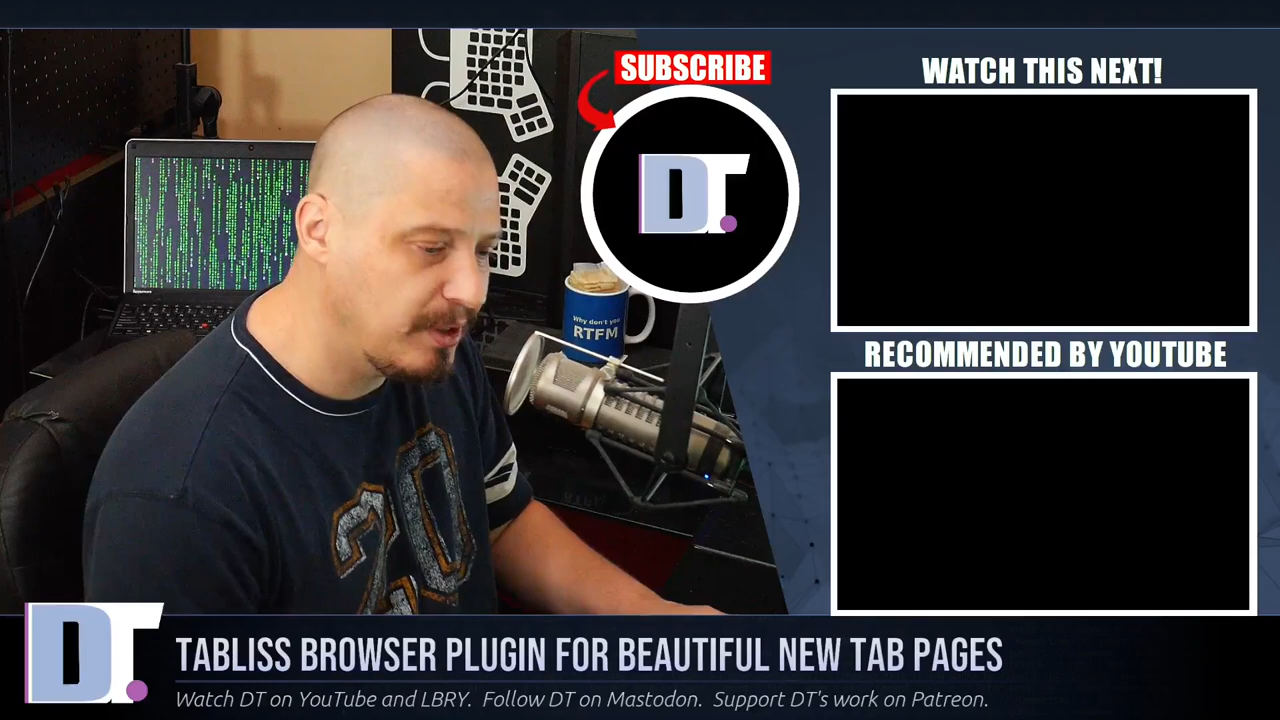 SUBSCRIBE
WATCH THIS NEXT!
DT.
Why don't you
RTFM
RECOMMENDED BY YOUTUBE
20
DT.
TABLISS BROWSER PLUGIN FOR BEAUTIFUL NEW TAB PAGES
Watch DT on YouTube and LBRY. Follow DT on Mastodon. Support DT's work on Patreon.